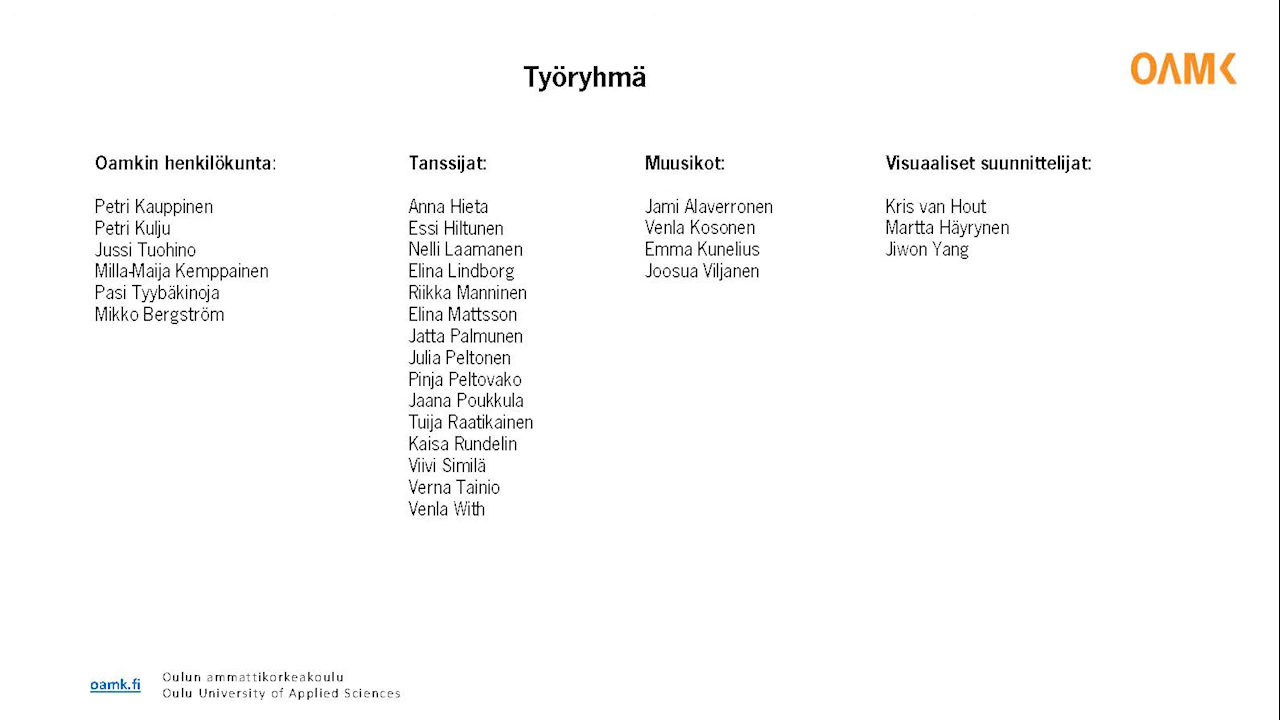 Työryhmä
OAMK
Oamkin henkilökunta:
Petri Kauppinen
Petri Kulju
Jussi Tuohino
Milla-Maija Kemppainen
Pasi Tyybäkinoja
Mikko Bergström
Tanssijat:
Anna Hieta
Essi Hiltunen
Nelli Laamanen
Elina Lindborg
Riikka Manninen
Elina Mattsson
Jatta Palmunen
Julia Peltonen
Pinja Peltovako
Jaana Poukkula
Tuija Raatikainen
Kaisa Rundelin
Viivi Similä
Verna Tainio
Venla With
Muusikot:
Jami Alaverronen
Venla Kosonen
Emma Kunelius
Joosua Viljanen
Visuaaliset suunnittelijat:
Kris van Hout
Martta Häyrynen
Jiwon Yang
oamk.fi
Oulun ammattikorkeakoulu
Oulu University of Applied Sciences